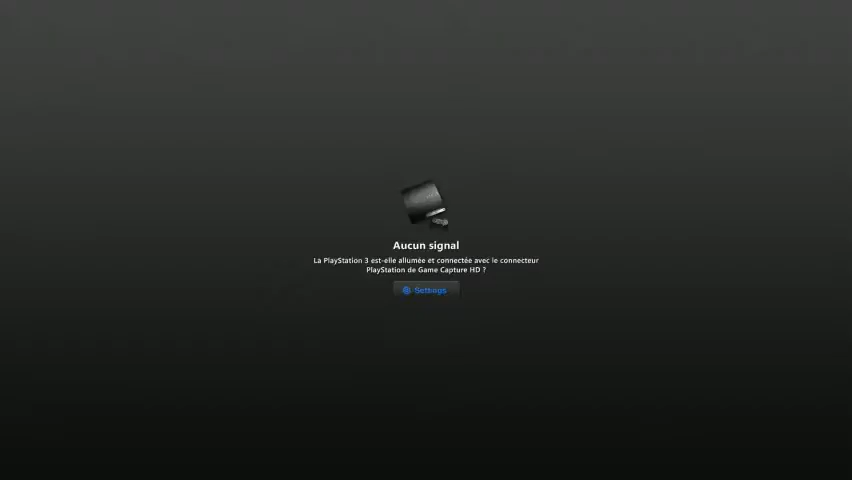 Aucun signal
La PlayStation 3 est-elle allumée et connectée avec le connecteur
PlayStation de Game Capture HD ?
Settings